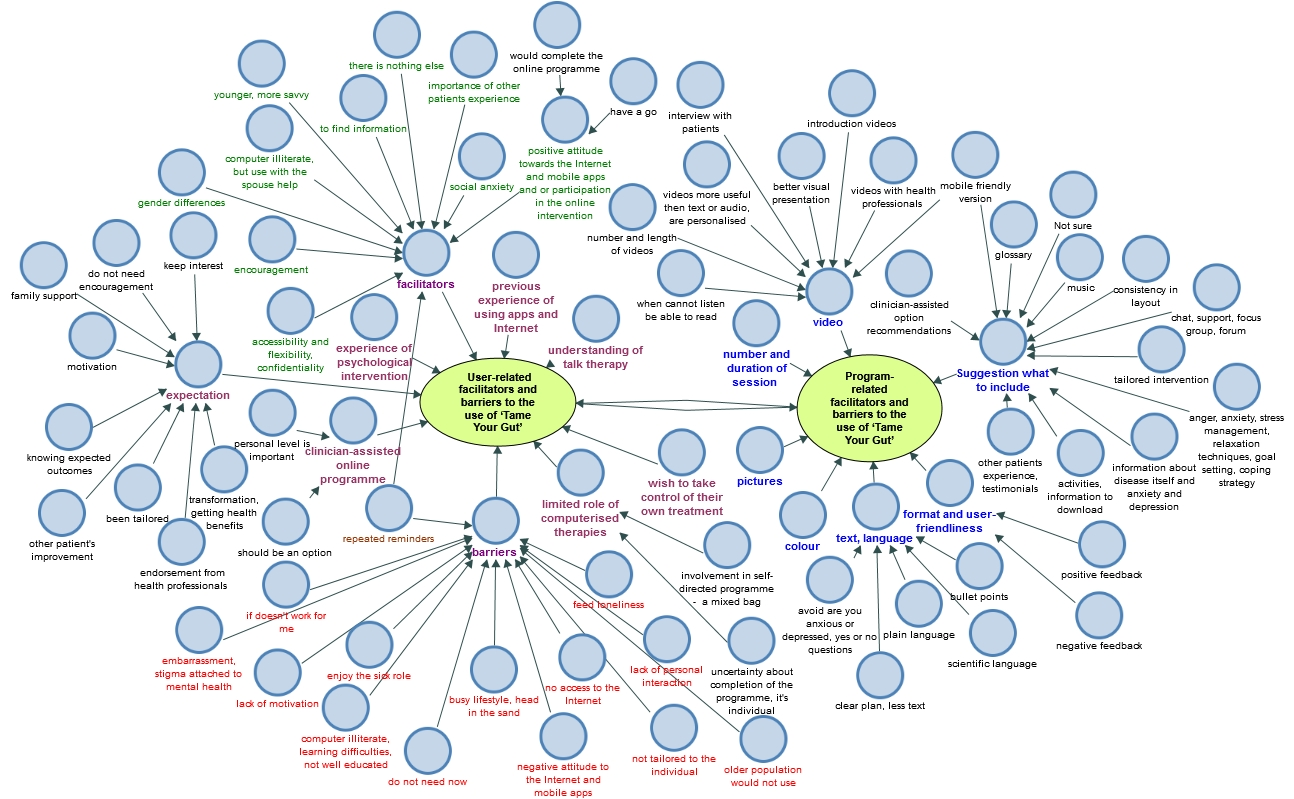 would complete the
online programme
there is nothing else
importance of other
patients experience
younger, more savvy
to find information
have a go
interview with
patients
introduction videos
computer illiterate,
but use with the
spouse help
social anxiety
positive attitude
towards the Internet
and mobile apps
and or participation
in the online
intervention
gender differences
videos more useful
then text or audio,
are personalised
better visual
presentation
videos with health
professionals
mobile friendly
version
Not sure
number and length
of videos
glossary
family support
do not need
encouragement
keep interest
encouragement
facilitators
previous
experience of
using apps and
Internet
when cannot listen
be able to read
video
clinician-assisted
option
recommendations
music
consistency in
layout
chat, support, focus
group, forum
motivation
accessibility and
flexibility,
confidentiality
experience of
psychological
intervention
understanding of
talk therapy
number and
duration of
session
Suggestion what
to include
tailored intervention
expectation
User-related
facilitators and
barriers to the
use of ‘Tame
Your Gut’
Program-
related
facilitators and
barriers to the
use of ‘Tame
Your Gut’
anger, anxiety, stress
management,
relaxation
techniques, goal
setting, coping
strategy
knowing expected
outcomes
personal level is
important
clinician-assisted
online
programme
other patients
experience,
testimonials
activities,
information to
download
information about
disease itself and
anxiety and
depression
other patient's
improvement
been tailored
transformation,
getting health
benefits
endorsement from
health professionals
should be an option
repeated reminders
barriers
limited role of
computerised
therapies
wish to take
control of their
own treatment
pictures
colour
text, language
format and user-
friendliness
positive feedback
negative feedback
if doesn't work for
me
feed loneliness
involvement in self-
directed programme
- a mixed bag
avoid are you
anxious or
depressed, yes or no
questions
plain language
bullet points
scientific language
clear plan, less text
embarrassment,
stigma attached to
mental health
lack of motivation
enjoy the sick role
busy lifestyle, head
in the sand
no access to the
Internet
lack of personal
interaction
uncertainty about
completion of the
programme, it's
individual
computer illiterate,
learning difficulties,
not well educated
do not need now
negative attitude to
the Internet and
mobile apps
not tailored to the
individual
older population
would not use